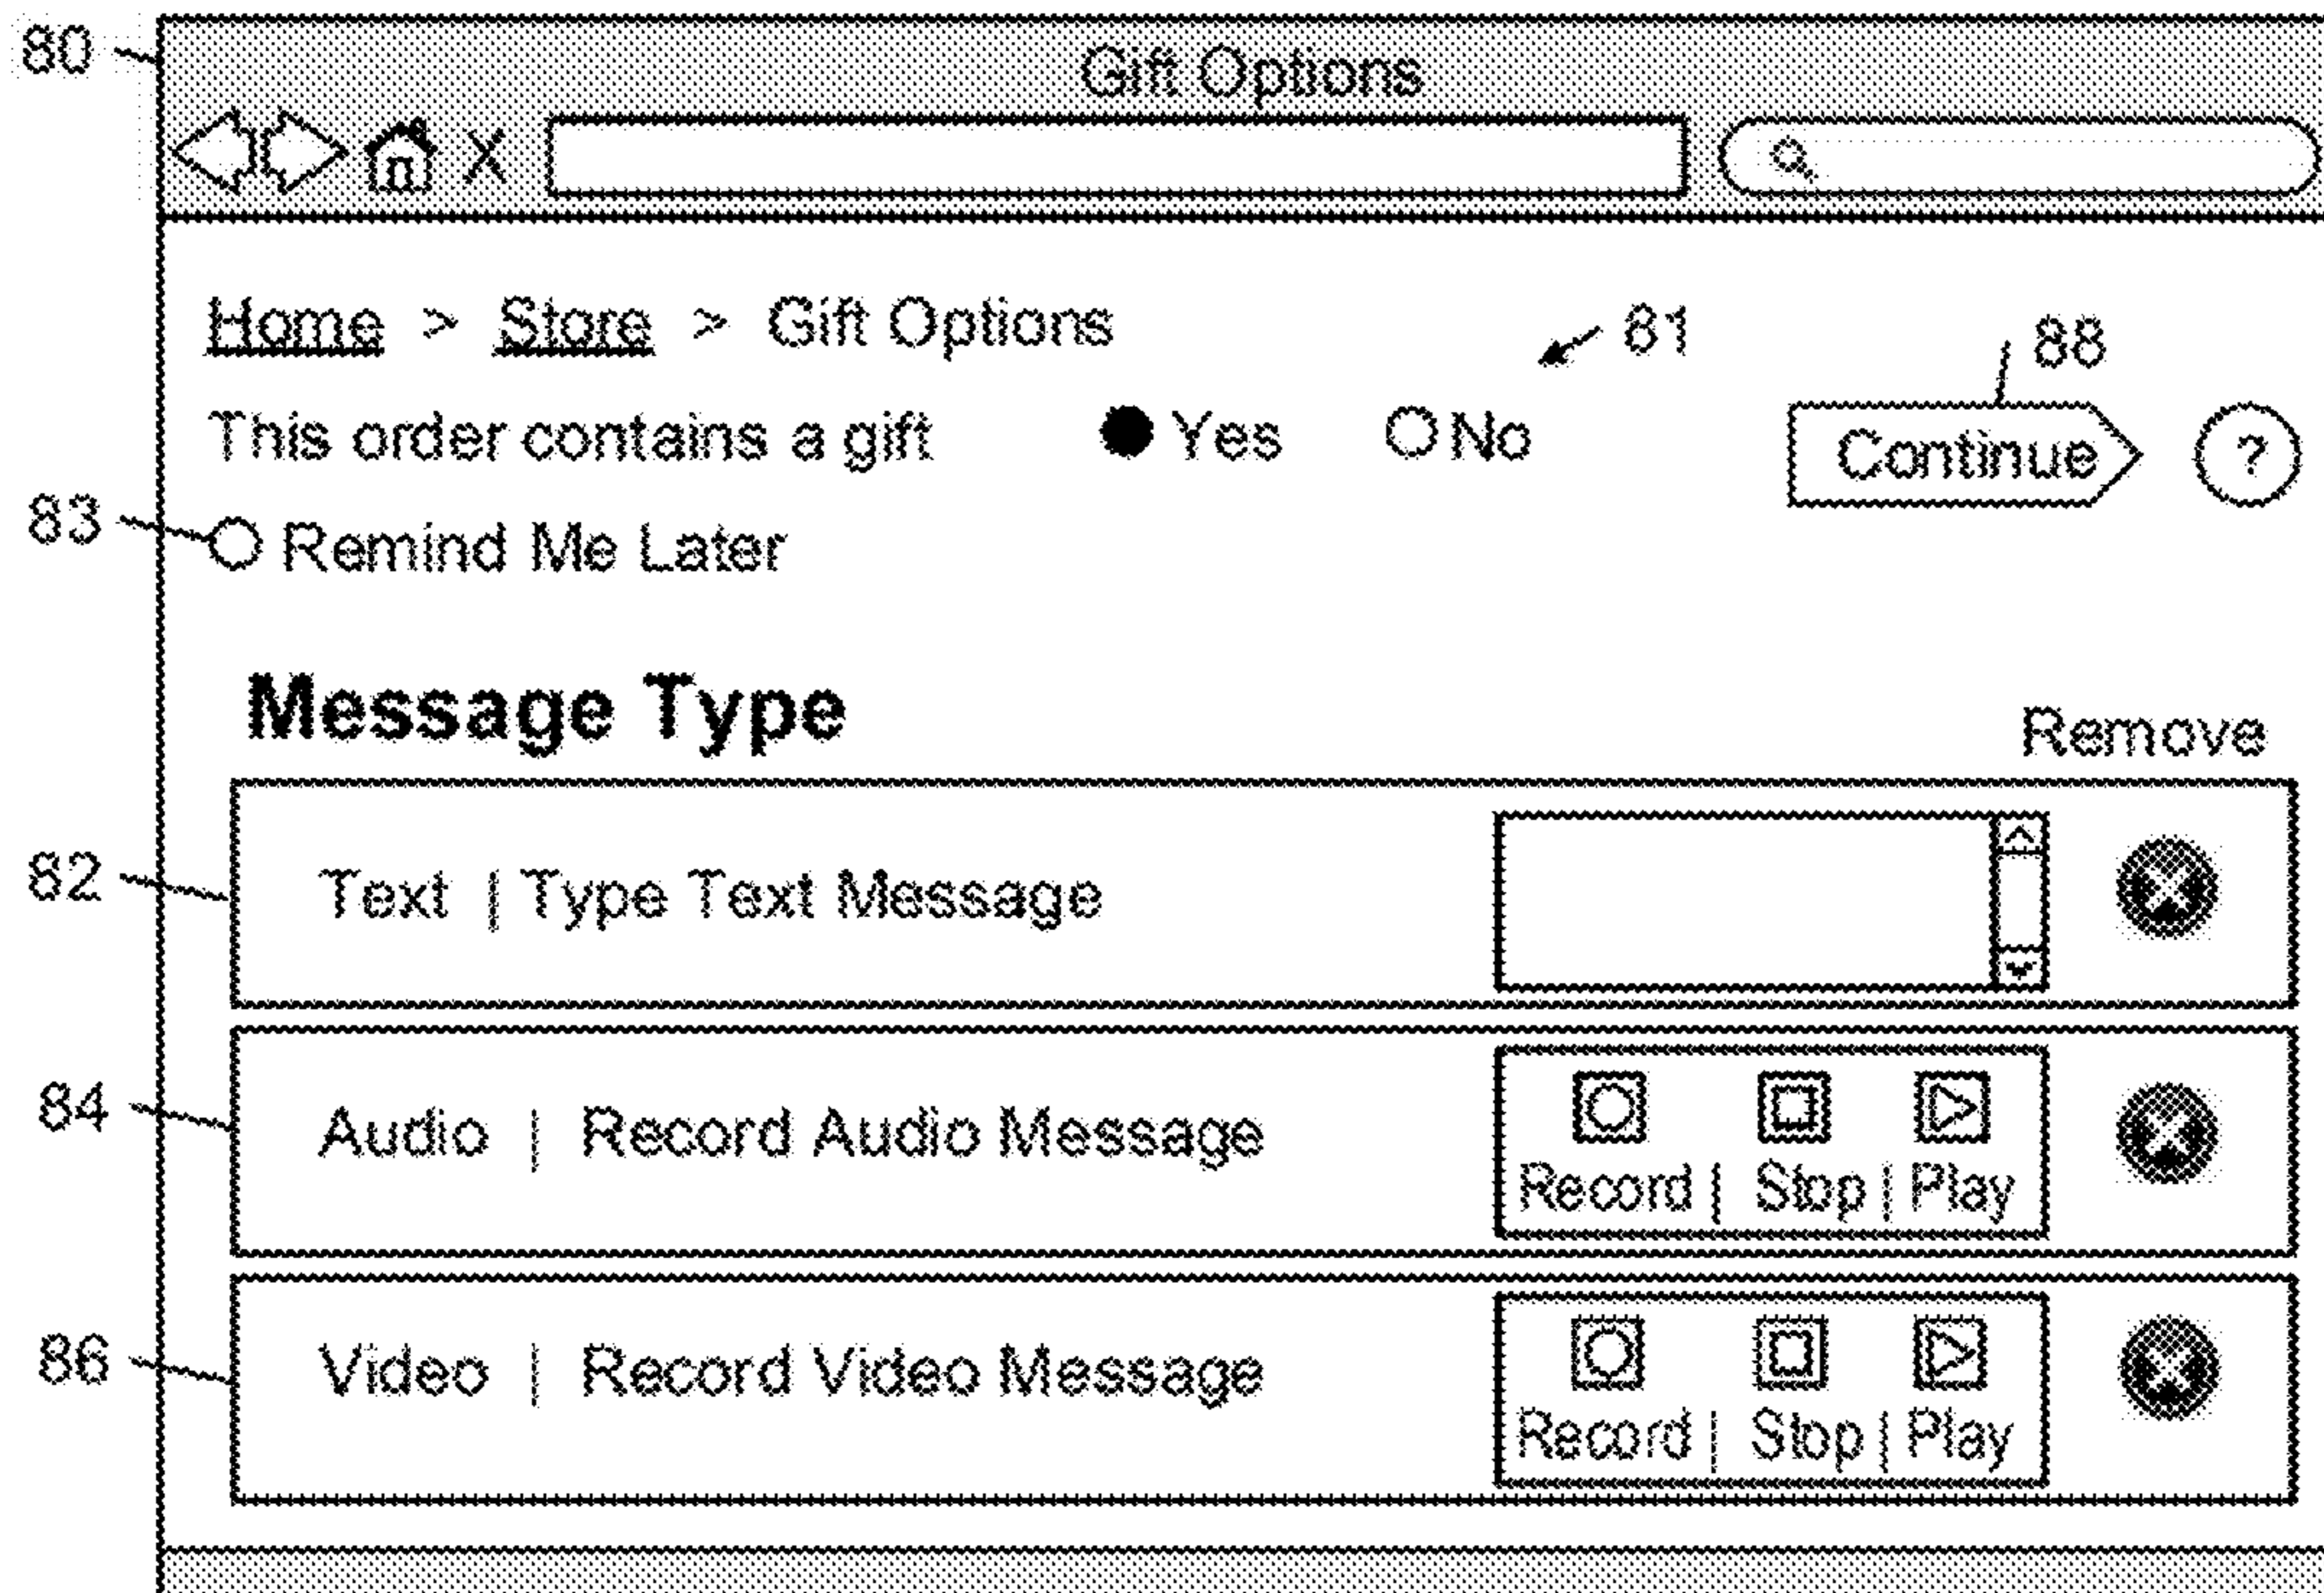 80
Gift Options
X
Home > Store > Gift Options
81
88
This order contains a gift Yes No
Continue ?
83
Remind Me Later
Message Type
Remove
82
Text | Type Text Message
84
Audio | Record Audio Message
Record | Stop | Play
86
Video | Record Video Message
Record | Stop | Play